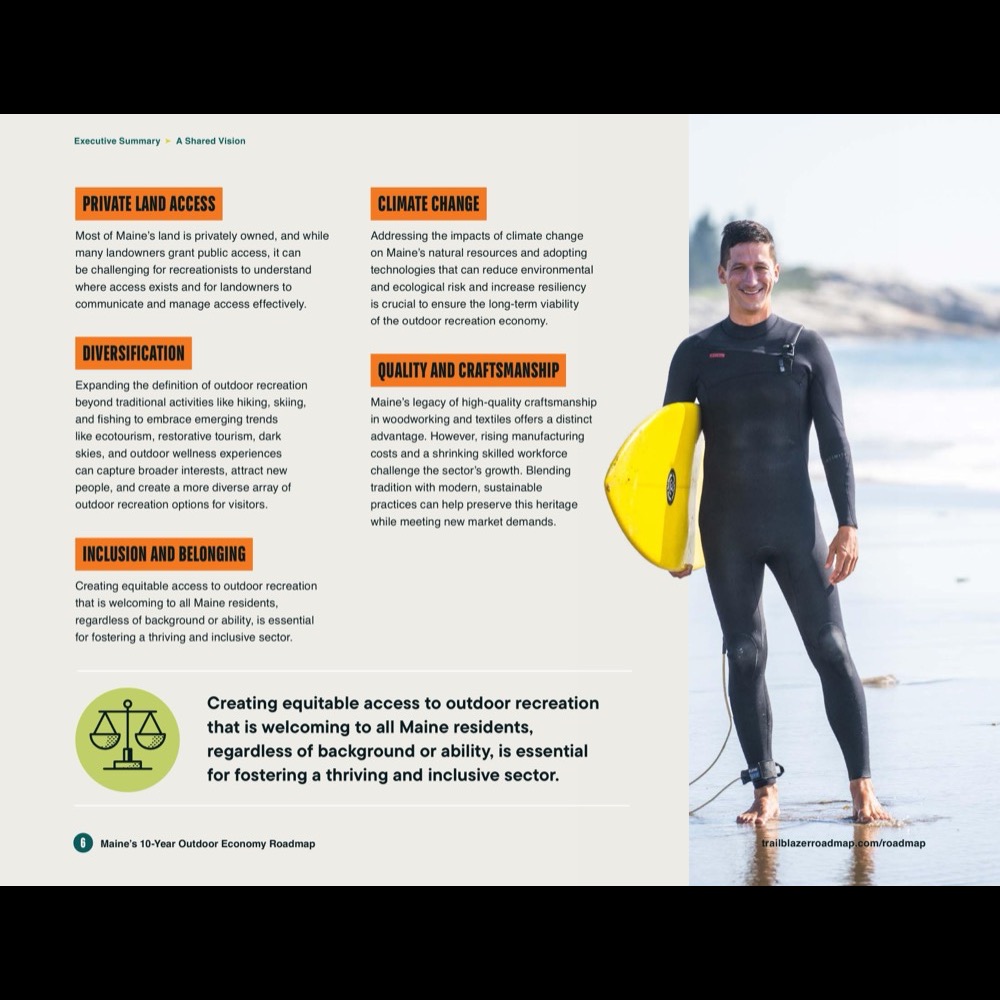 Executive Summary ► A Shared Vision
PRIVATE LAND ACCESS
Most of Maine's land is privately owned, and while
many landowners grant public access, it can
be challenging for recreationists to understand
where access exists and for landowners to
communicate and manage access effectively.
DIVERSIFICATION
Expanding the definition of outdoor recreation
beyond traditional activities like hiking, skiing,
and fishing to embrace emerging trends
like ecotourism, restorative tourism, dark
skies, and outdoor wellness experiences
can capture broader interests, attract new
people, and create a more diverse array of
outdoor recreation options for visitors.
INCLUSION AND BELONGING
Creating equitable access to outdoor recreation
that is welcoming to all Maine residents,
regardless of background or ability, is essential
for fostering a thriving and inclusive sector.
CLIMATE CHANGE
Addressing the impacts of climate change
on Maine's natural resources and adopting
technologies that can reduce environmental
and ecological risk and increase resiliency
is crucial to ensure the long-term viability
of the outdoor recreation economy.
QUALITY AND CRAFTSMANSHIP
Maine's legacy of high-quality craftsmanship
in woodworking and textiles offers a distinct
advantage. However, rising manufacturing
costs and a shrinking skilled workforce
challenge the sector's growth. Blending
tradition with modern, sustainable
practices can help preserve this heritage
while meeting new market demands.
Creating equitable access to outdoor recreation
that is welcoming to all Maine residents,
regardless of background or ability, is essential
for fostering a thriving and inclusive sector.
6 Maine's 10-Year Outdoor Economy Roadmap
trailblazerroadmap.com/roadmap